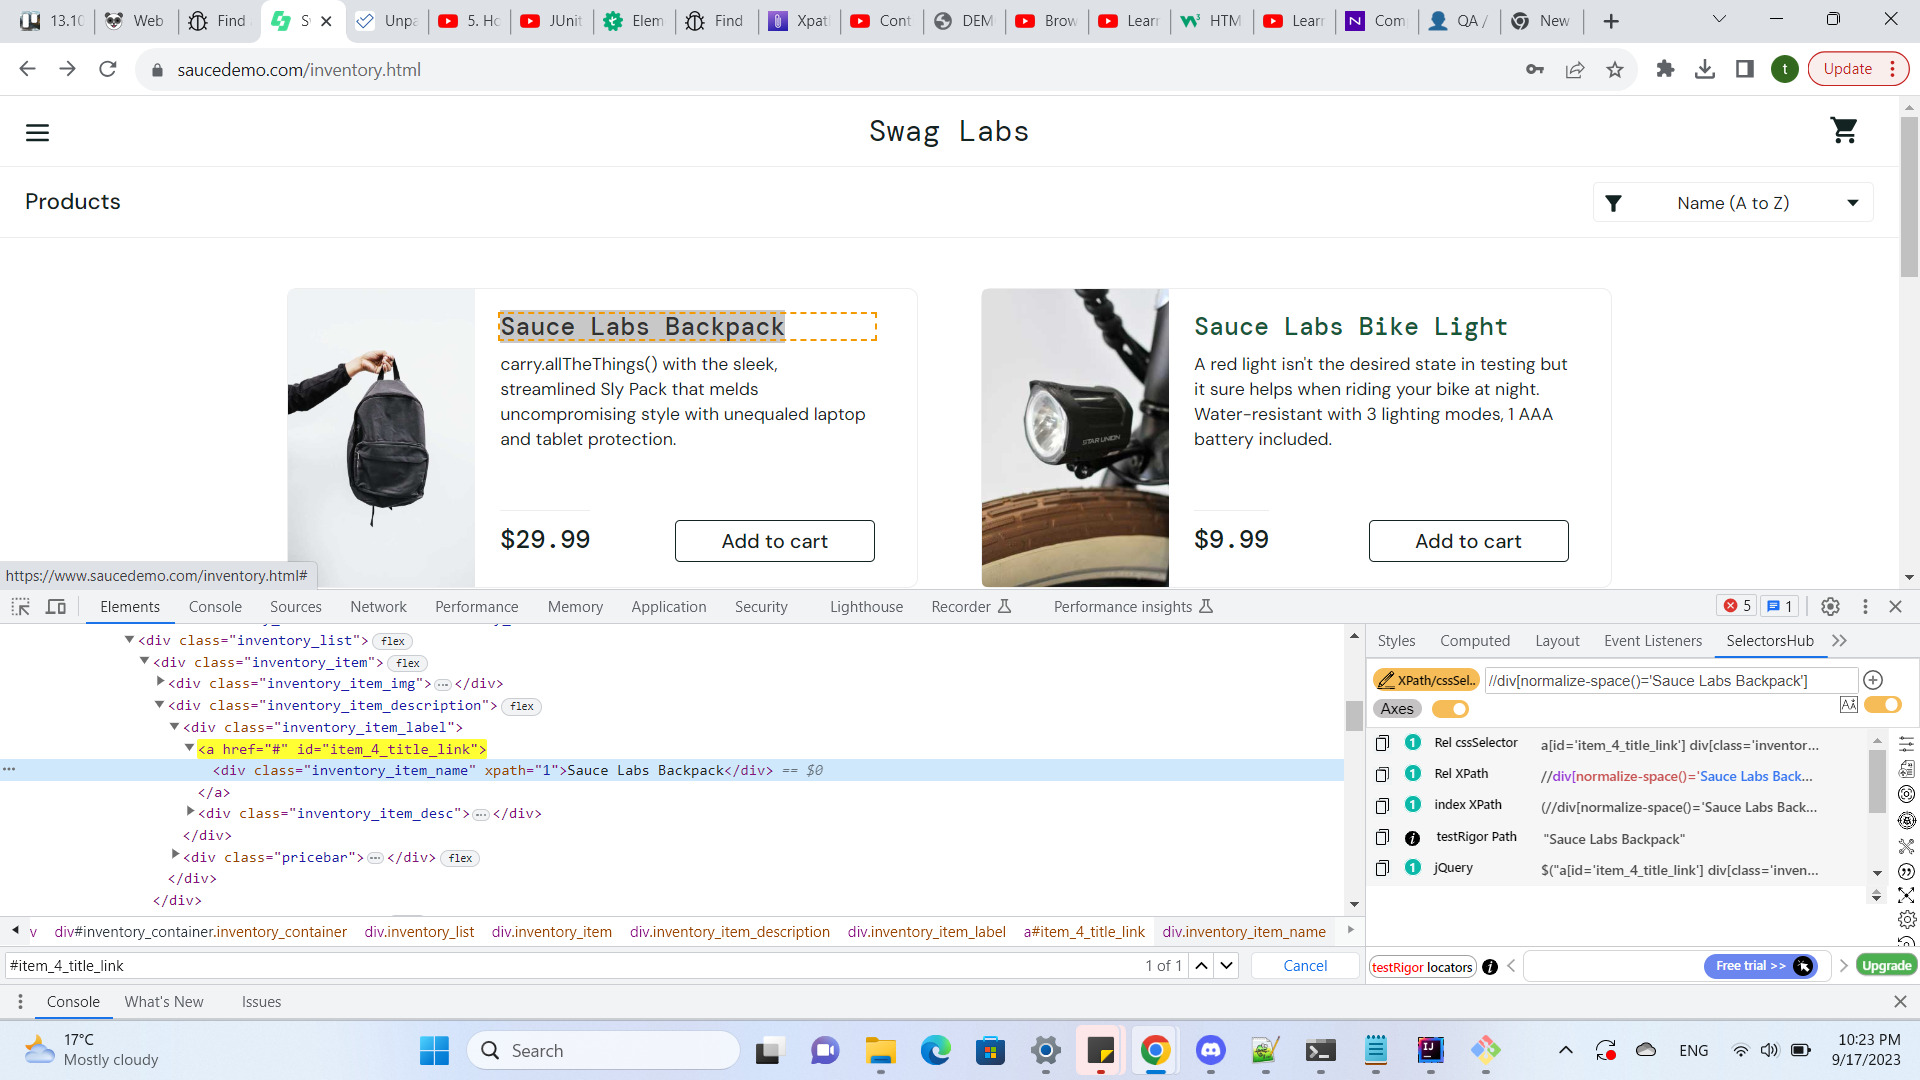 13.10
Web
Find
S
Unpa
5. Ho
JUnit
Elem
Find
Xpat
Cont
DEM
Brow
Learn
HTM
Learn
Com
QA /
New
saucedemo.com/inventory.html
t
Update
Swag Labs
Products
Name (A to Z)
Sauce Labs Backpack
carry.allTheThings() with the sleek,
streamlined Sly Pack that melds
uncompromising style with unequaled laptop
and tablet protection.
$29.99
Add to cart
STAR UNION
Sauce Labs Bike Light
A red light isn't the desired state in testing but
it sure helps when riding your bike at night.
Water-resistant with 3 lighting modes, 1 AAA
battery included.
$9.99
Add to cart
https://www.saucedemo.com/inventory.html#
Elements Console Sources Network Performance Memory Application Security Lighthouse Recorder Performance insights 5 1
<div class="inventory_list"> flex
<div class="inventory_item"> flex
<div class="inventory_item_img"> … </div>
<div class="inventory_item_description"> flex
<div class="inventory_item_label">
<a href="#" id="item_4_title_link">
<div class="inventory_item_name" xpath="1">Sauce Labs Backpack</div> == $0
</a>
<div class="inventory_item_desc"> … </div>
</div>
<div class="pricebar"> … </div> flex
</div>
</div>
v div#inventory_container.inventory_container div.inventory_list div.inventory_item div.inventory_item_description div.inventory_item_label a#item_4_title_link div.inventory_item_name
#item_4_title_link
1 of 1
Cancel
Styles Computed Layout Event Listeners SelectorsHub
XPath/cssSel.. //div[normalize-space()='Sauce Labs Backpack']
Axes
1 Rel cssSelector a[id='item_4_title_link'] div[class='inventor...
1 Rel XPath //div[normalize-space()='Sauce Labs Back...
1 index XPath (//div[normalize-space()='Sauce Labs Back...
testRigor Path "Sauce Labs Backpack"
1 jQuery $("a[id='item_4_title_link'] div[class='inven...
testRigor locators
Free trial >>
Upgrade
Console What's New Issues
17°C
Mostly cloudy
Search
ENG
10:23 PM
9/17/2023